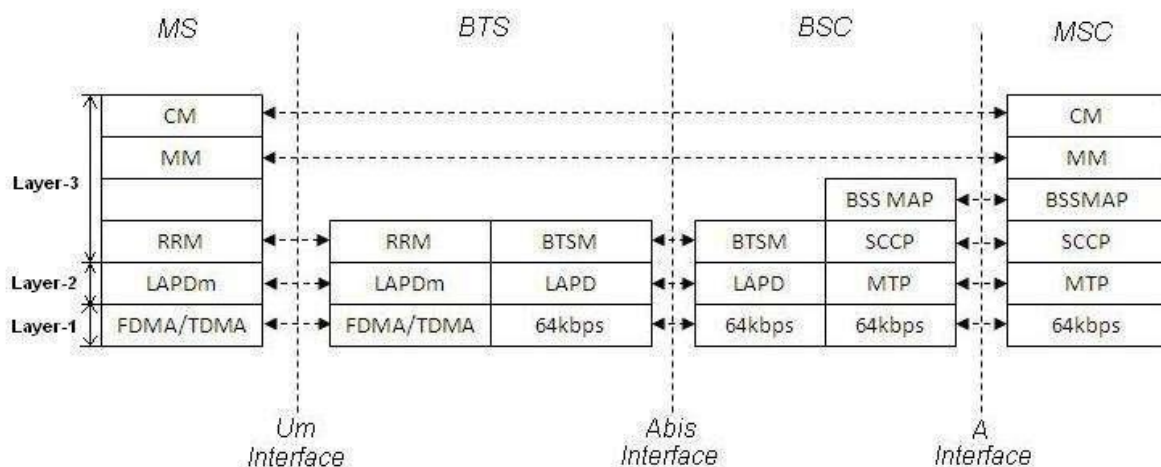 MS BTS BSC MSC
CM CM
MM MM
Layer-3
BSS MAP BSSMAP
RRM RRM BTSM BTSM SCCP SCCP
Layer-2 LAPDm LAPDm LAPD LAPD MTP MTP
Layer-1 FDMA/TDMA FDMA/TDMA 64kbps 64kbps 64kbps 64kbps
Um Abis A
Interface Interface Interface